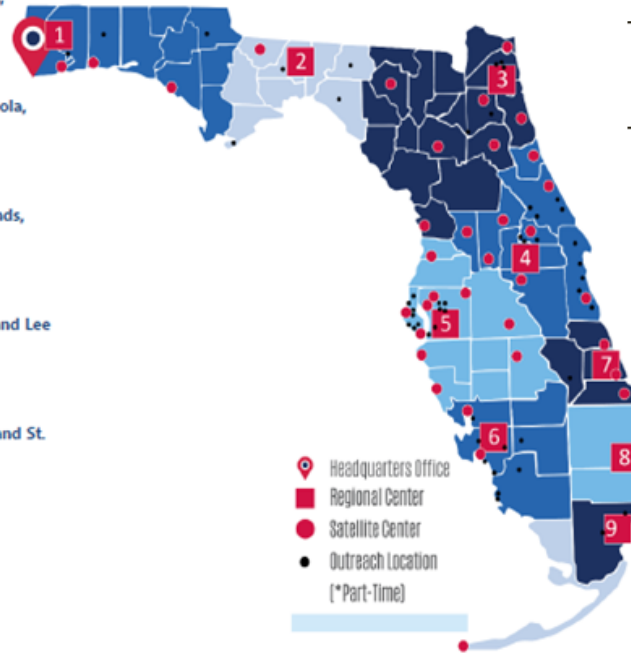 ola,
ds,
nd Lee
nd St.
1
2
3
4
5
6
7
8
9
Headquarters Office
Regional Center
Satellite Center
Outreach Location
(*Part-Time)